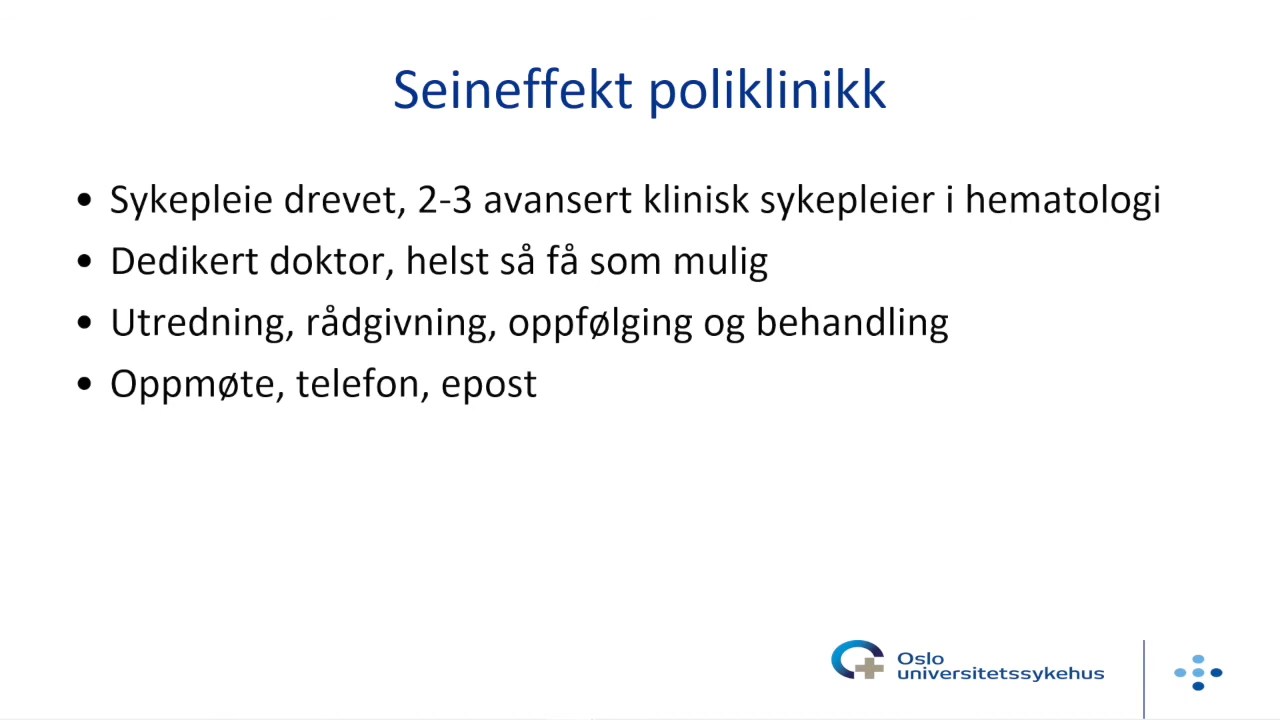 Seineffekt poliklinikk
• Sykepleie drevet, 2-3 avansert klinisk sykepleier i hematologi
• Dedikert doktor, helst så få som mulig
• Utredning, rådgivning, oppfølging og behandling
• Oppmøte, telefon, epost
Oslo
universitetssykehus